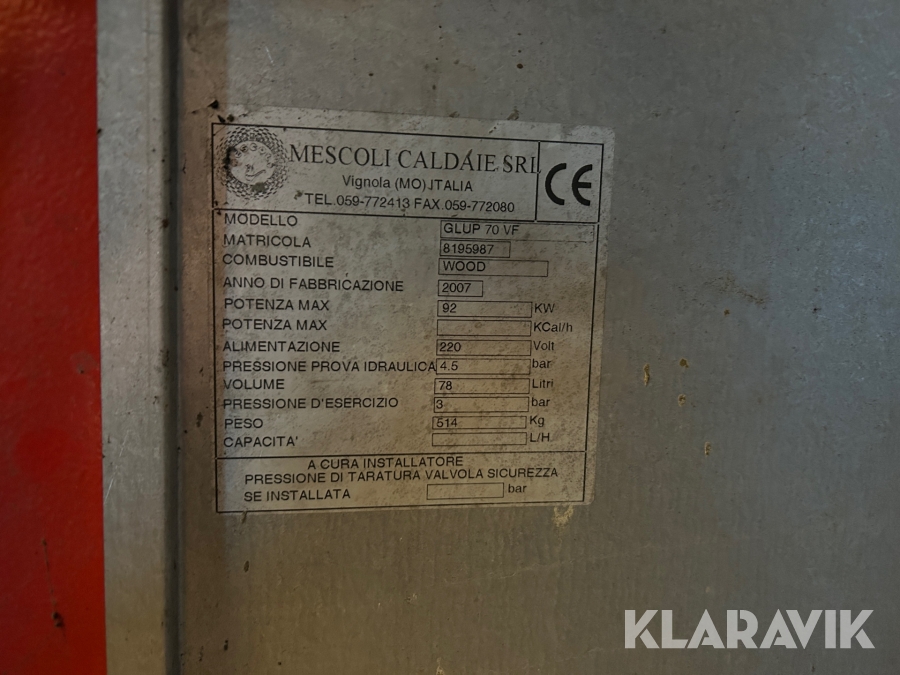 MESCOLI CALDAIE SRL
Vignola (MO) ITALIA
TEL.059-772413 FAX.059-772080
CE
MODELLO GLUP 70 VF
MATRICOLA 8195987
COMBUSTIBILE WOOD
ANNO DI FABBRICAZIONE 2007
POTENZA MAX 92 KW
POTENZA MAX KCal/h
ALIMENTAZIONE 220 Volt
PRESSIONE PROVA IDRAULICA 4.5 bar
VOLUME 78 Litri
PRESSIONE D'ESERCIZIO 3 bar
PESO 514 Kg
CAPACITA' L/H
A CURA INSTALLATORE
PRESSIONE DI TARATURA VALVOLA SICUREZZA
SE INSTALLATA bar
KLARAVIK